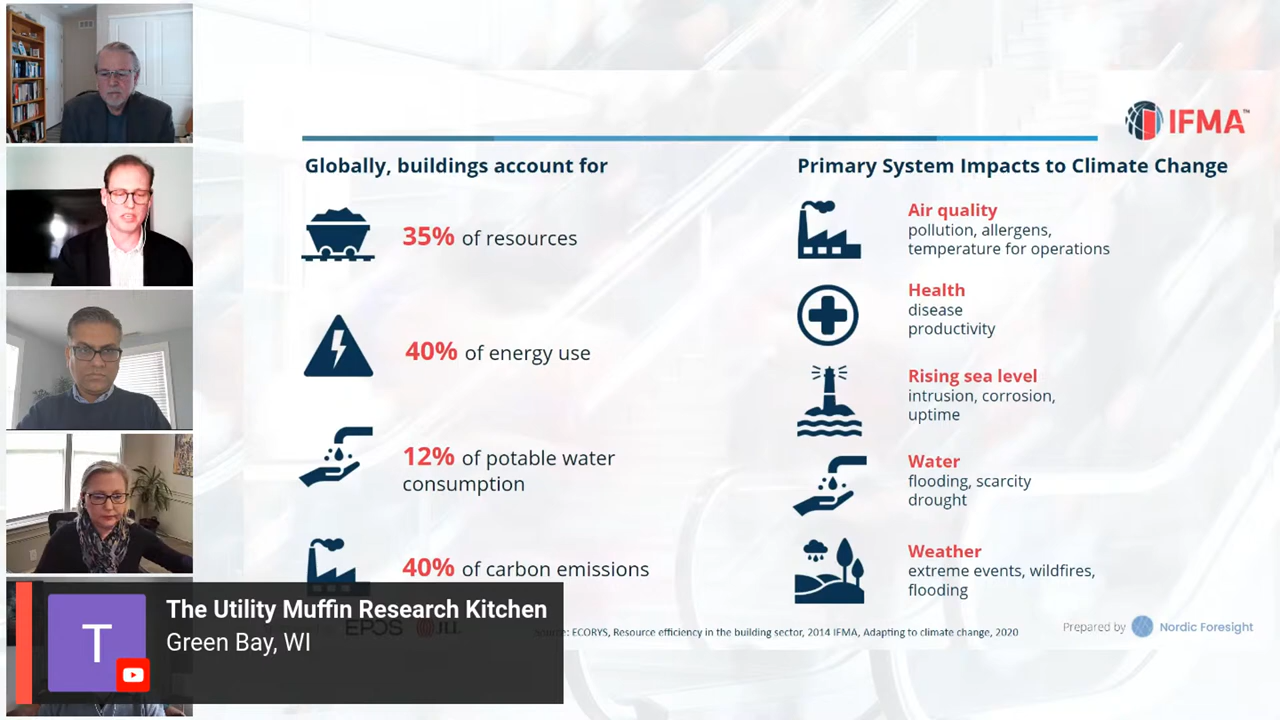 IFMA™
Globally, buildings account for
35% of resources
40% of energy use
12% of potable water
consumption
40% of carbon emissions
Primary System Impacts to Climate Change
Air quality
pollution, allergens,
temperature for operations
Health
disease
productivity
Rising sea level
intrusion, corrosion,
uptime
Water
flooding, scarcity
drought
Weather
extreme events, wildfires,
flooding
T
The Utility Muffin Research Kitchen
Green Bay, WI
EPOS JLL
: ECORYS, Resource efficiency in the building sector, 2014 IFMA, Adapting to climate change, 2020
Prepared by Nordic Foresight